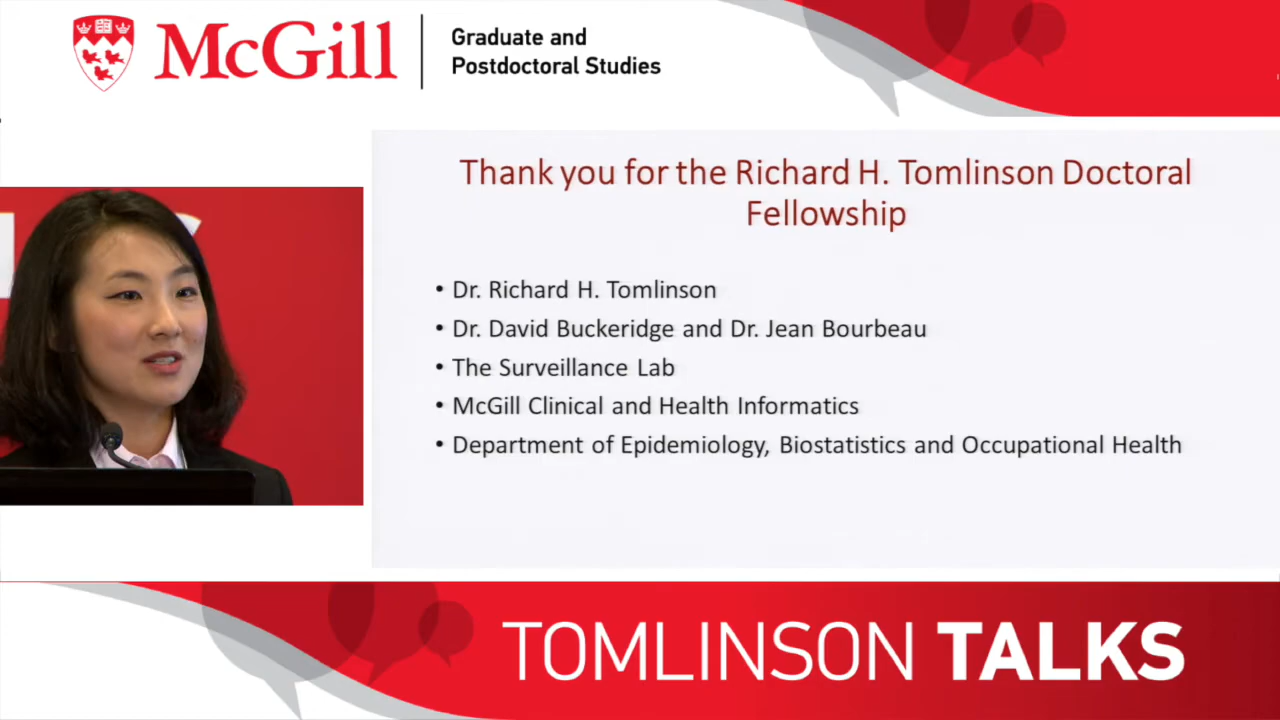 McGill
Graduate and
Postdoctoral Studies
Thank you for the Richard H. Tomlinson Doctoral
Fellowship
• Dr. Richard H. Tomlinson
• Dr. David Buckeridge and Dr. Jean Bourbeau
• The Surveillance Lab
• McGill Clinical and Health Informatics
• Department of Epidemiology, Biostatistics and Occupational Health
TOMLINSON TALKS